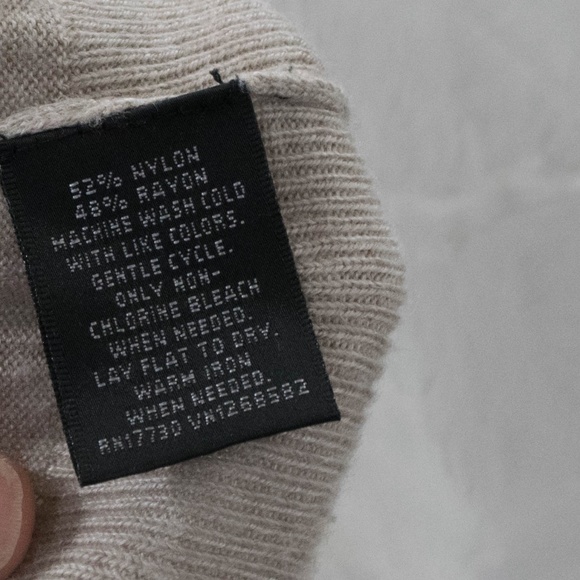 52% NYLON
48% RAYON
MACHINE WASH COLD
WITH LIKE COLORS.
GENTLE CYCLE.
ONLY NON-
CHLORINE BLEACH
WHEN NEEDED.
LAY FLAT TO DRY.
WARM IRON
WHEN NEEDED.
RN17730 VN1268582